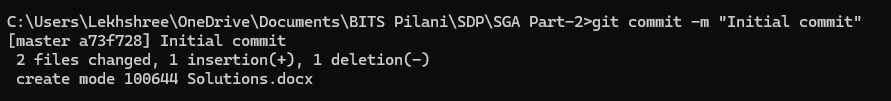 C:\Users\Lekhshree\OneDrive\Documents\BITS Pilani\SDP\SGA Part-2>git commit -m "Initial commit"
[master a73f728] Initial commit
 2 files changed, 1 insertion(+), 1 deletion(-)
 create mode 100644 Solutions.docx